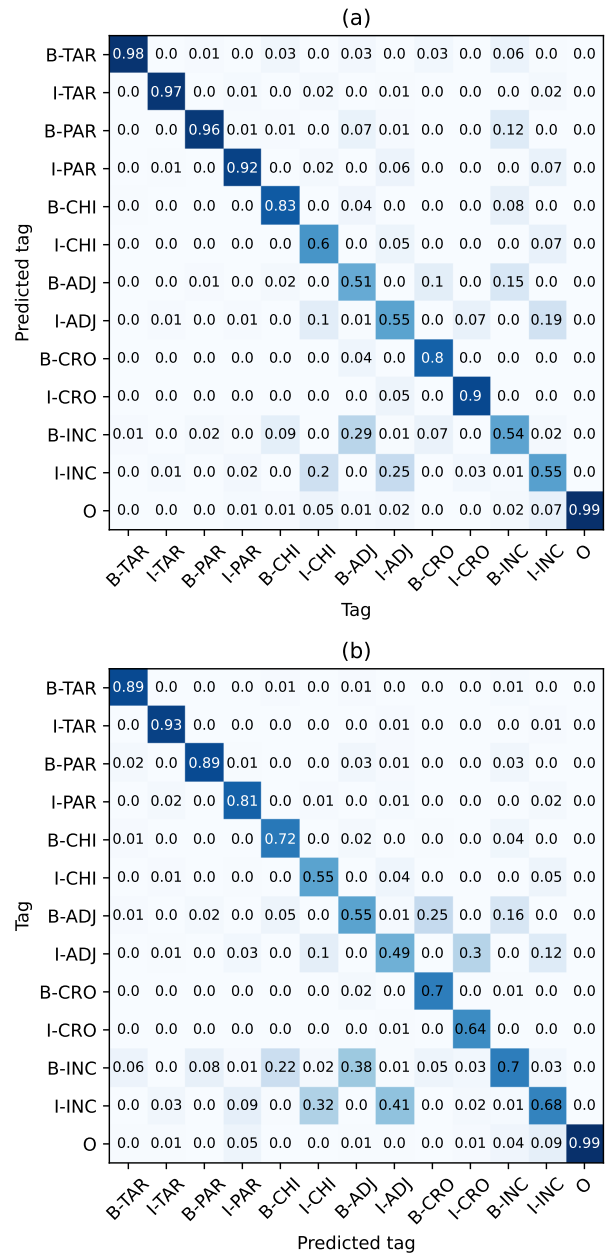 (a)
B-TAR 0.98 0.0 0.01 0.0 0.03 0.0 0.03 0.0 0.03 0.0 0.06 0.0 0.0
I-TAR 0.0 0.97 0.0 0.01 0.0 0.02 0.0 0.01 0.0 0.0 0.0 0.02 0.0
B-PAR 0.0 0.0 0.96 0.01 0.01 0.0 0.07 0.01 0.0 0.0 0.12 0.0 0.0
I-PAR 0.0 0.01 0.0 0.92 0.0 0.02 0.0 0.06 0.0 0.0 0.0 0.07 0.0
B-CHI 0.0 0.0 0.0 0.0 0.83 0.0 0.04 0.0 0.0 0.0 0.08 0.0 0.0
I-CHI 0.0 0.0 0.0 0.0 0.0 0.6 0.0 0.05 0.0 0.0 0.0 0.07 0.0
B-ADJ 0.0 0.0 0.01 0.0 0.02 0.0 0.51 0.0 0.1 0.0 0.15 0.0 0.0
I-ADJ 0.0 0.01 0.0 0.01 0.0 0.1 0.01 0.55 0.0 0.07 0.0 0.19 0.0
B-CRO 0.0 0.0 0.0 0.0 0.0 0.0 0.04 0.0 0.8 0.0 0.0 0.0 0.0
I-CRO 0.0 0.0 0.0 0.0 0.0 0.0 0.0 0.05 0.0 0.9 0.0 0.0 0.0
B-INC 0.01 0.0 0.02 0.0 0.09 0.0 0.29 0.01 0.07 0.0 0.54 0.02 0.0
I-INC 0.0 0.01 0.0 0.02 0.0 0.2 0.0 0.25 0.0 0.03 0.01 0.55 0.0
O 0.0 0.0 0.0 0.01 0.01 0.05 0.01 0.02 0.0 0.0 0.02 0.07 0.99
Predicted tag
B-TAR I-TAR B-PAR I-PAR B-CHI I-CHI B-ADJ I-ADJ B-CRO I-CRO B-INC I-INC O
Tag
(b)
B-TAR 0.89 0.0 0.0 0.0 0.01 0.0 0.01 0.0 0.0 0.0 0.01 0.0 0.0
I-TAR 0.0 0.93 0.0 0.0 0.0 0.0 0.0 0.01 0.0 0.0 0.0 0.01 0.0
B-PAR 0.02 0.0 0.89 0.01 0.0 0.0 0.03 0.01 0.0 0.0 0.03 0.0 0.0
I-PAR 0.0 0.02 0.0 0.81 0.0 0.01 0.0 0.01 0.0 0.0 0.0 0.02 0.0
B-CHI 0.01 0.0 0.0 0.0 0.72 0.0 0.02 0.0 0.0 0.0 0.04 0.0 0.0
I-CHI 0.0 0.01 0.0 0.0 0.0 0.55 0.0 0.04 0.0 0.0 0.0 0.05 0.0
B-ADJ 0.01 0.0 0.02 0.0 0.05 0.0 0.55 0.01 0.25 0.0 0.16 0.0 0.0
I-ADJ 0.0 0.01 0.0 0.03 0.0 0.1 0.0 0.49 0.0 0.3 0.0 0.12 0.0
B-CRO 0.0 0.0 0.0 0.0 0.0 0.0 0.02 0.0 0.7 0.0 0.01 0.0 0.0
I-CRO 0.0 0.0 0.0 0.0 0.0 0.0 0.0 0.01 0.0 0.64 0.0 0.0 0.0
B-INC 0.06 0.0 0.08 0.01 0.22 0.02 0.38 0.01 0.05 0.03 0.7 0.03 0.0
I-INC 0.0 0.03 0.0 0.09 0.0 0.32 0.0 0.41 0.0 0.02 0.01 0.68 0.0
O 0.0 0.01 0.0 0.05 0.0 0.0 0.01 0.0 0.0 0.01 0.04 0.09 0.99
Tag
B-TAR I-TAR B-PAR I-PAR B-CHI I-CHI B-ADJ I-ADJ B-CRO I-CRO B-INC I-INC O
Predicted tag